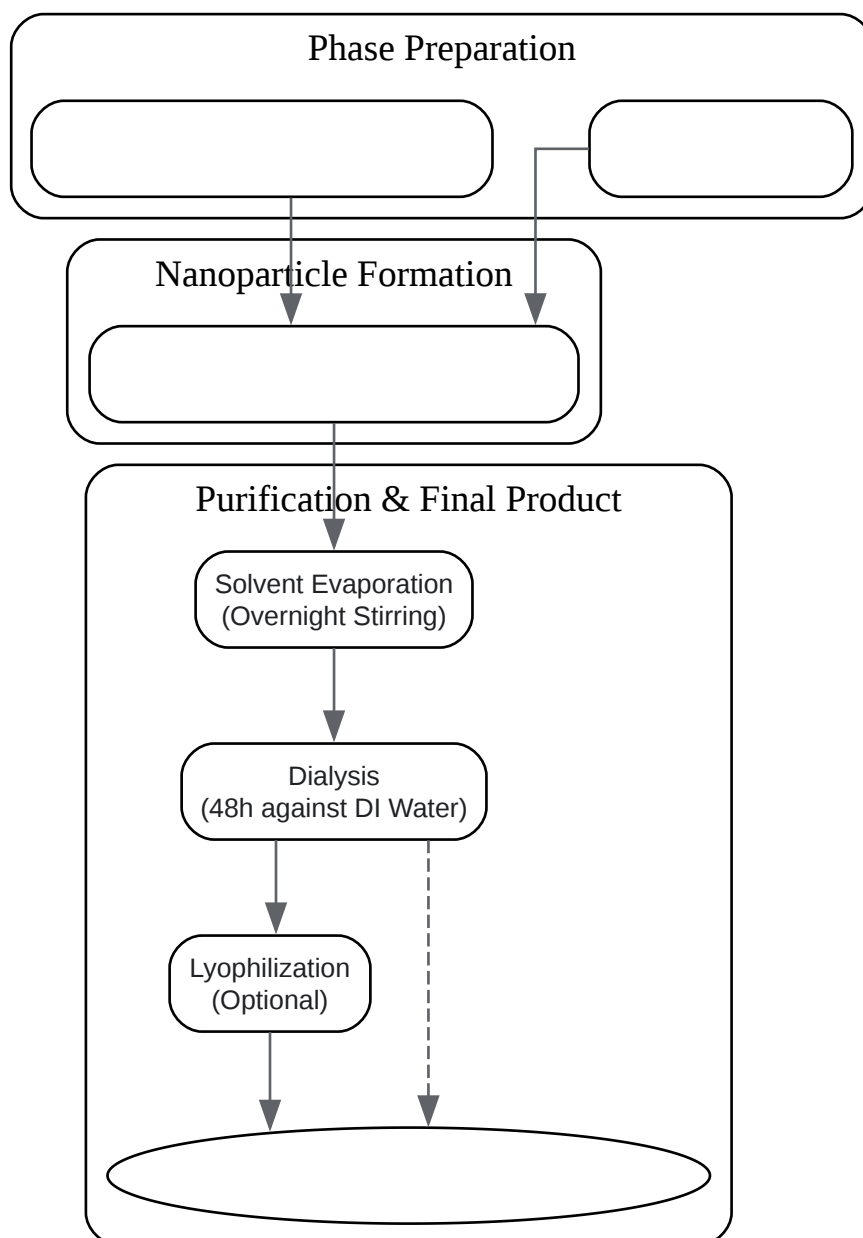 Phase Preparation
Nanoparticle Formation
Purification & Final Product
Solvent Evaporation
(Overnight Stirring)
Dialysis
(48h against DI Water)
Lyophilization
(Optional)